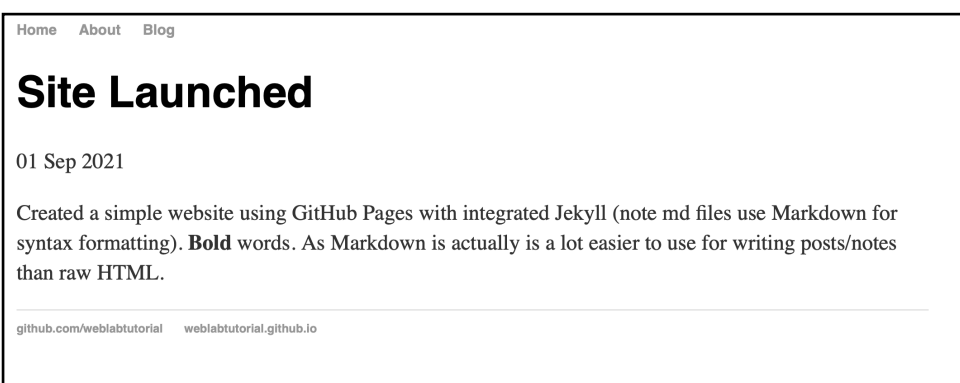 Home About Blog
Site Launched
01 Sep 2021
Created a simple website using GitHub Pages with integrated Jekyll (note md files use Markdown for
syntax formatting). Bold words. As Markdown is actually is a lot easier to use for writing posts/notes
than raw HTML.
github.com/weblabtutorial weblabtutorial.github.io